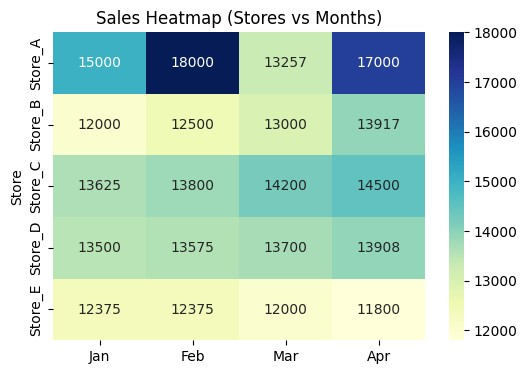 Sales Heatmap (Stores vs Months)
Store
Store_A 15000 18000 13257 17000
Store_B 12000 12500 13000 13917
Store_C 13625 13800 14200 14500
Store_D 13500 13575 13700 13908
Store_E 12375 12375 12000 11800
Jan Feb Mar Apr
18000
17000
16000
15000
14000
13000
12000